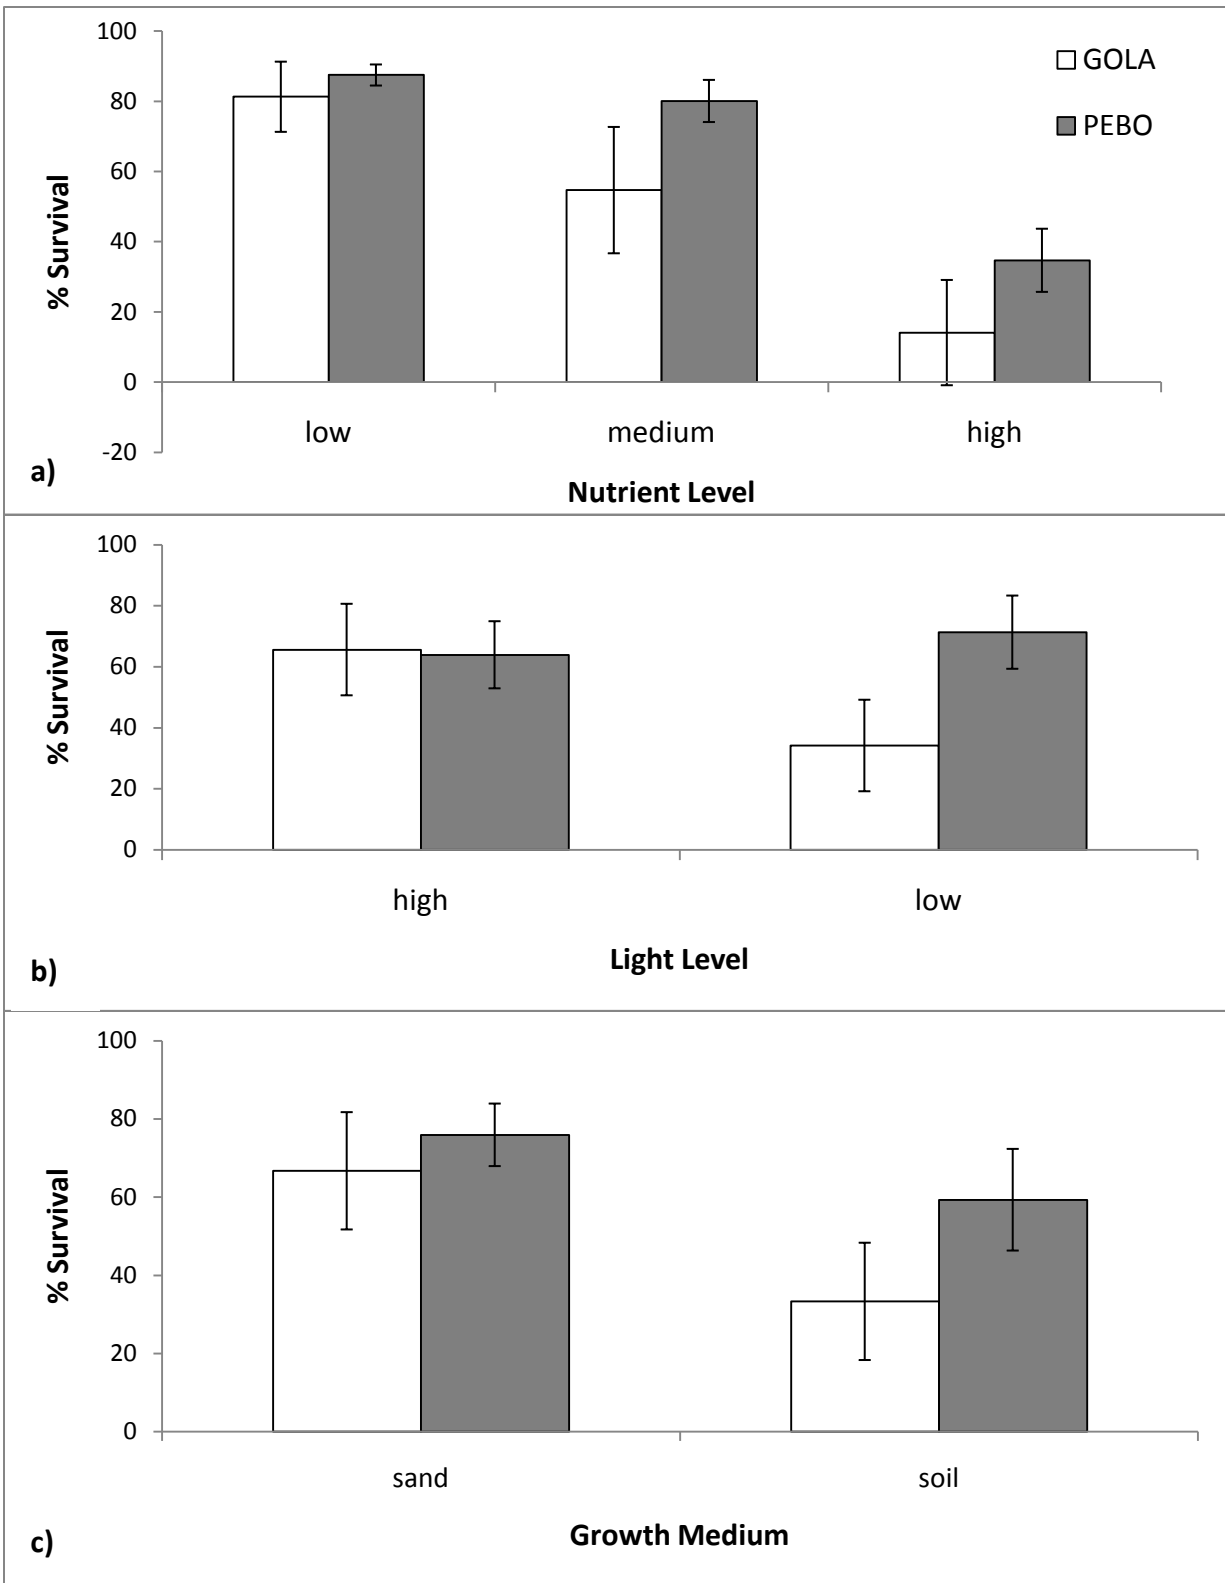 100
80
60
40
20
0
-20
% Survival
GOLA
PEBO
low medium high
Nutrient Level
a)
100
80
60
40
20
0
% Survival
high low
Light Level
b)
100
80
60
40
20
0
% Survival
sand soil
Growth Medium
c)